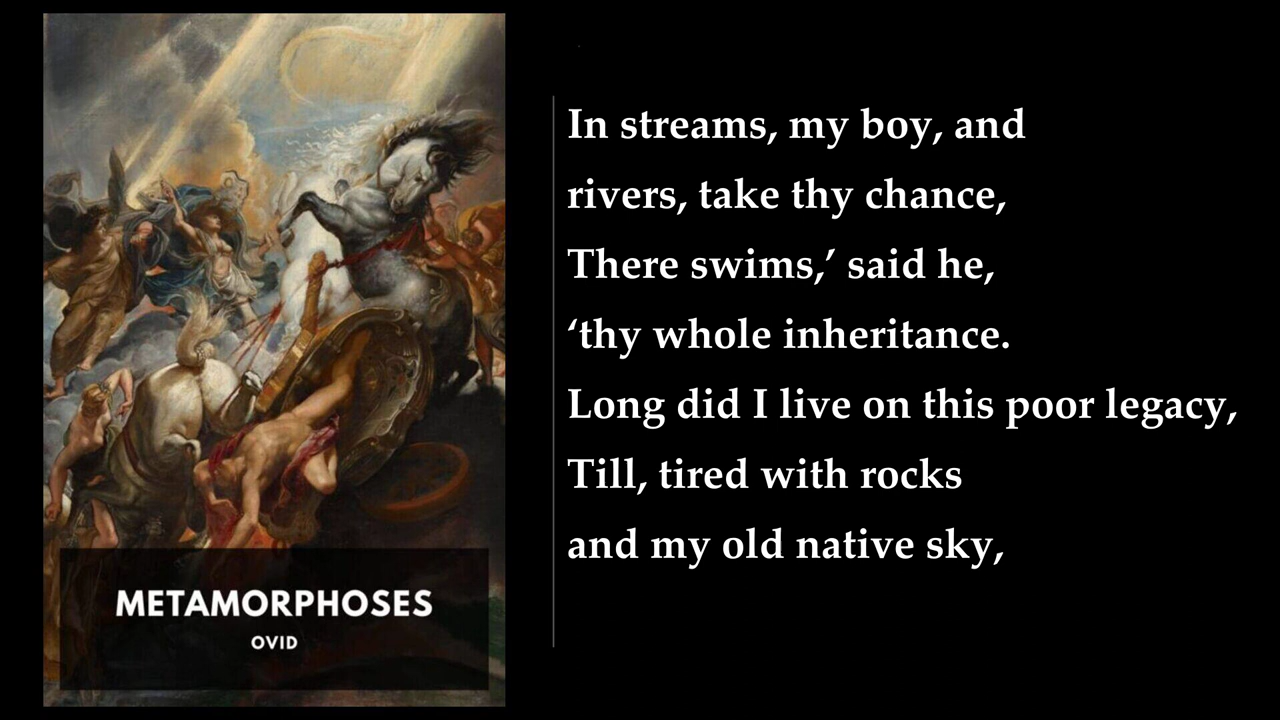 METAMORPHOSES
OVID
In streams, my boy, and
rivers, take thy chance,
There swims,’ said he,
‘thy whole inheritance.
Long did I live on this poor legacy,
Till, tired with rocks
and my old native sky,